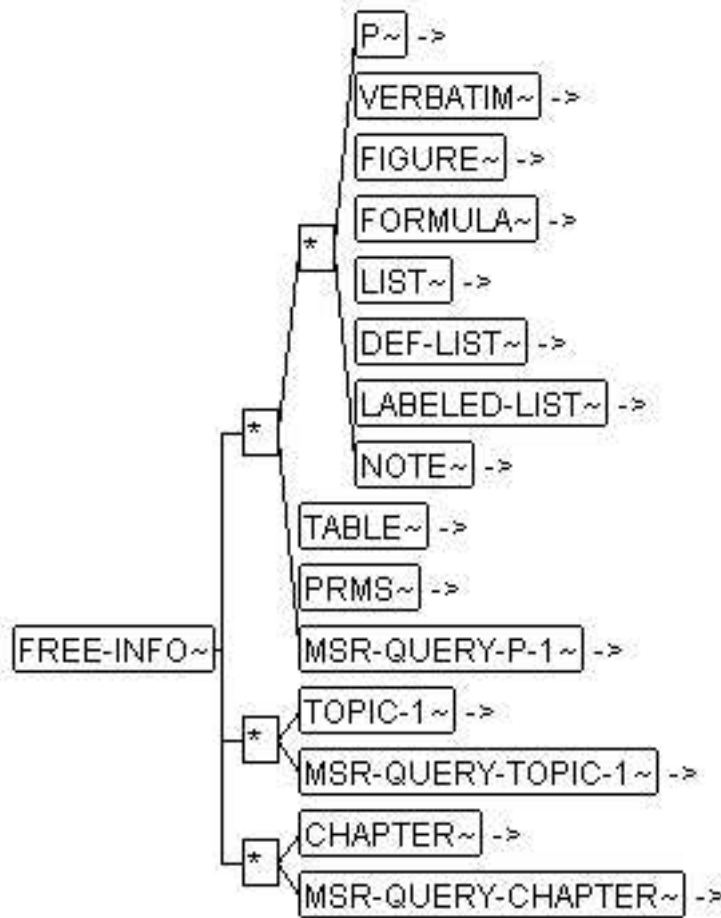 P~ ->
VERBATIM~ ->
FIGURE~ ->
FORMULA~ ->
*
LIST~ ->
DEF-LIST~ ->
LABELED-LIST~ ->
*
NOTE~ ->
TABLE~ ->
PRMS~ ->
FREE-INFO~
MSR-QUERY-P-1~ ->
TOPIC-1~ ->
*
MSR-QUERY-TOPIC-1~ ->
CHAPTER~ ->
*
MSR-QUERY-CHAPTER~ ->